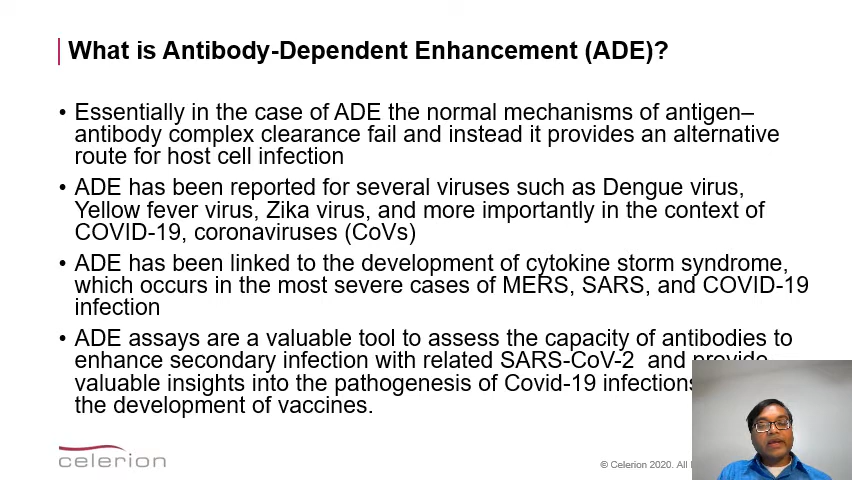 What is Antibody-Dependent Enhancement (ADE)?
• Essentially in the case of ADE the normal mechanisms of antigen–
antibody complex clearance fail and instead it provides an alternative
route for host cell infection
• ADE has been reported for several viruses such as Dengue virus,
Yellow fever virus, Zika virus, and more importantly in the context of
COVID-19, coronaviruses (CoVs)
• ADE has been linked to the development of cytokine storm syndrome,
which occurs in the most severe cases of MERS, SARS, and COVID-19
infection
• ADE assays are a valuable tool to assess the capacity of antibodies to
enhance secondary infection with related SARS-CoV-2 and provide
valuable insights into the pathogenesis of Covid-19 infections
the development of vaccines.
celerion
© Celerion 2020. All